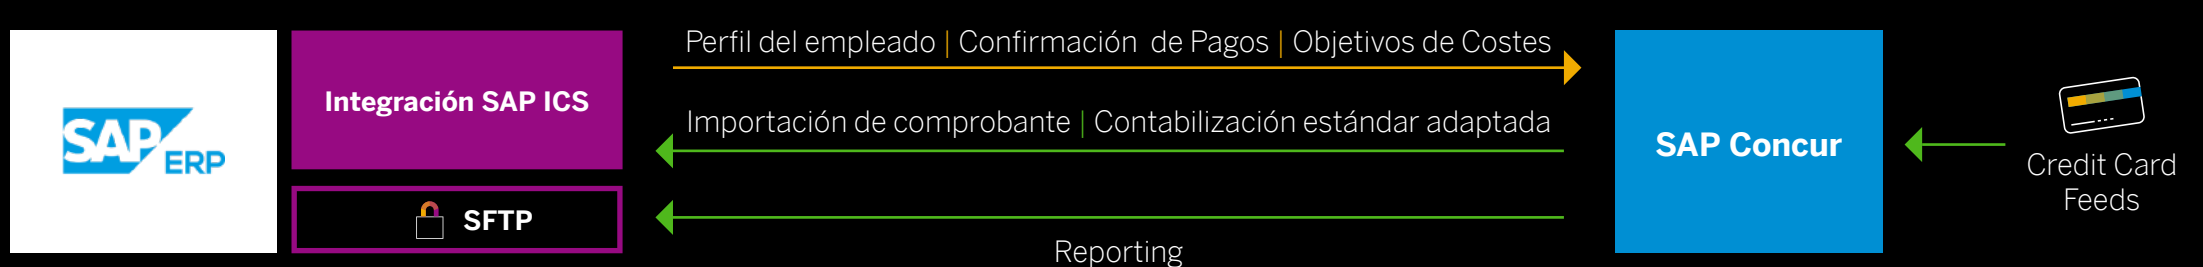 SAP ERP
Integración SAP ICS
SFTP
Perfil del empleado | Confirmación de Pagos | Objetivos de Costes
Importación de comprobante | Contabilización estándar adaptada
Reporting
SAP Concur
Credit Card
Feeds